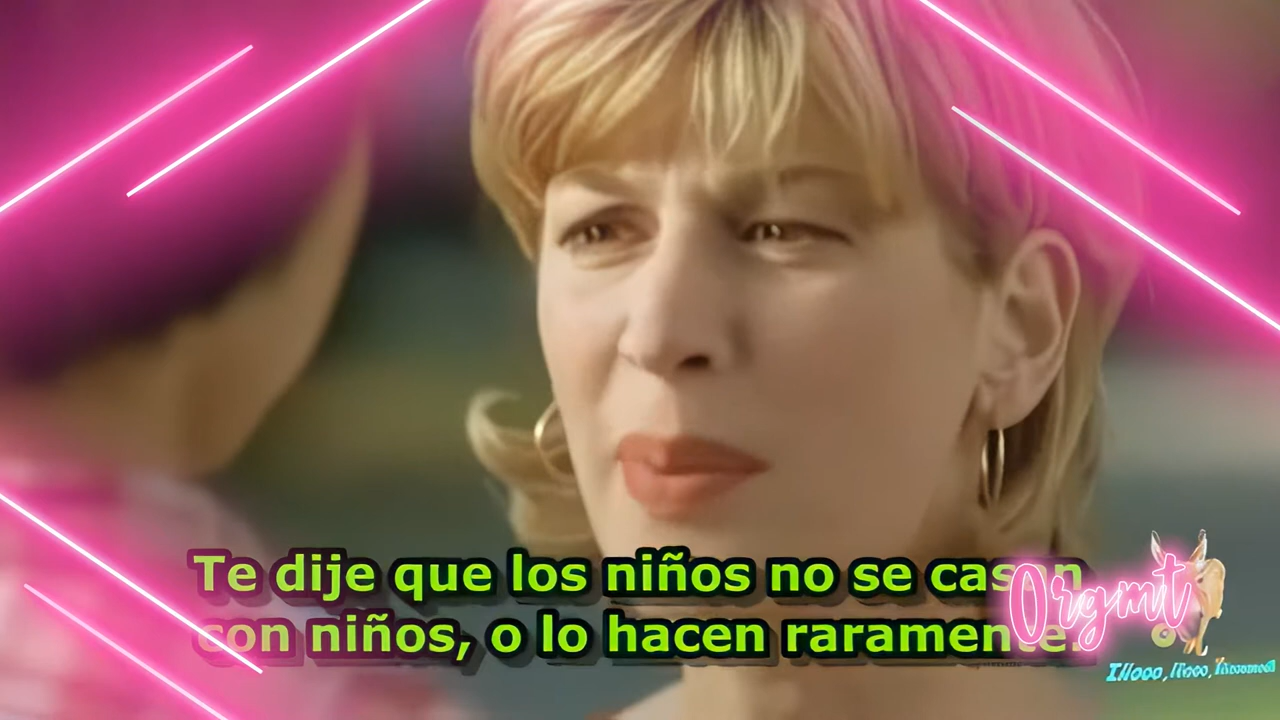 Te dije que los niños no se casan
con niños, o lo hacen raramente.
Orgmt